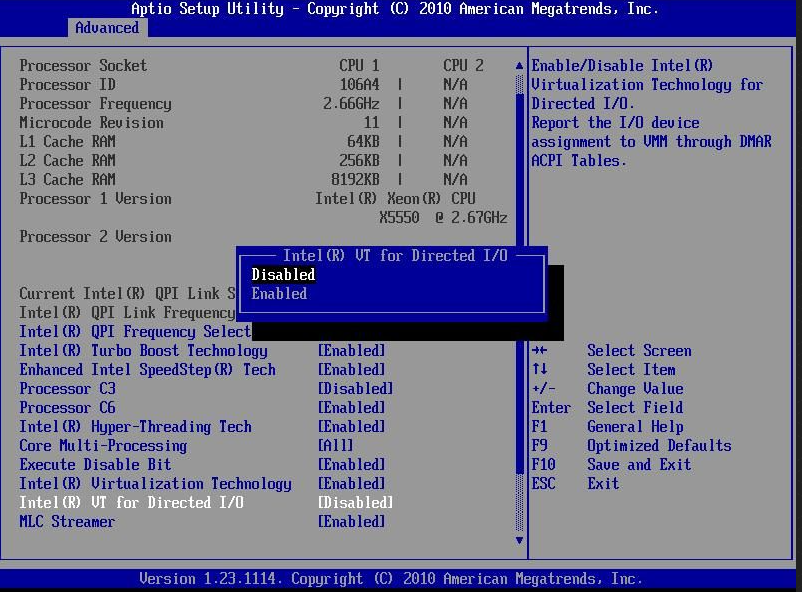 Aptio Setup Utility - Copyright (C) 2010 American Megatrends, Inc.
Advanced
Processor Socket CPU 1 CPU 2
Processor ID 106A4 | N/A
Processor Frequency 2.66GHz | N/A
Microcode Revision 11 | N/A
L1 Cache RAM 64KB | N/A
L2 Cache RAM 256KB | N/A
L3 Cache RAM 8192KB | N/A
Processor 1 Version Intel(R) Xeon(R) CPU
X5550 @ 2.67GHz
Processor 2 Version
Current Intel(R) QPI Link S
Intel(R) QPI Link Frequency
Intel(R) QPI Frequency Select
Intel(R) Turbo Boost Technology [Enabled]
Enhanced Intel SpeedStep(R) Tech [Enabled]
Processor C3 [Disabled]
Processor C6 [Enabled]
Intel(R) Hyper-Threading Tech [Enabled]
Core Multi-Processing [All]
Execute Disable Bit [Enabled]
Intel(R) Virtualization Technology [Enabled]
Intel(R) VT for Directed I/O [Disabled]
MLC Streamer [Enabled]
Intel(R) VT for Directed I/O
Disabled
Enabled
Enable/Disable Intel(R)
Virtualization Technology for
Directed I/O.
Report the I/O device
assignment to VMM through DMAR
ACPI Tables.
→← Select Screen
↑↓ Select Item
+/- Change Value
Enter Select Field
F1 General Help
F9 Optimized Defaults
F10 Save and Exit
ESC Exit
Version 1.23.1114. Copyright (C) 2010 American Megatrends, Inc.